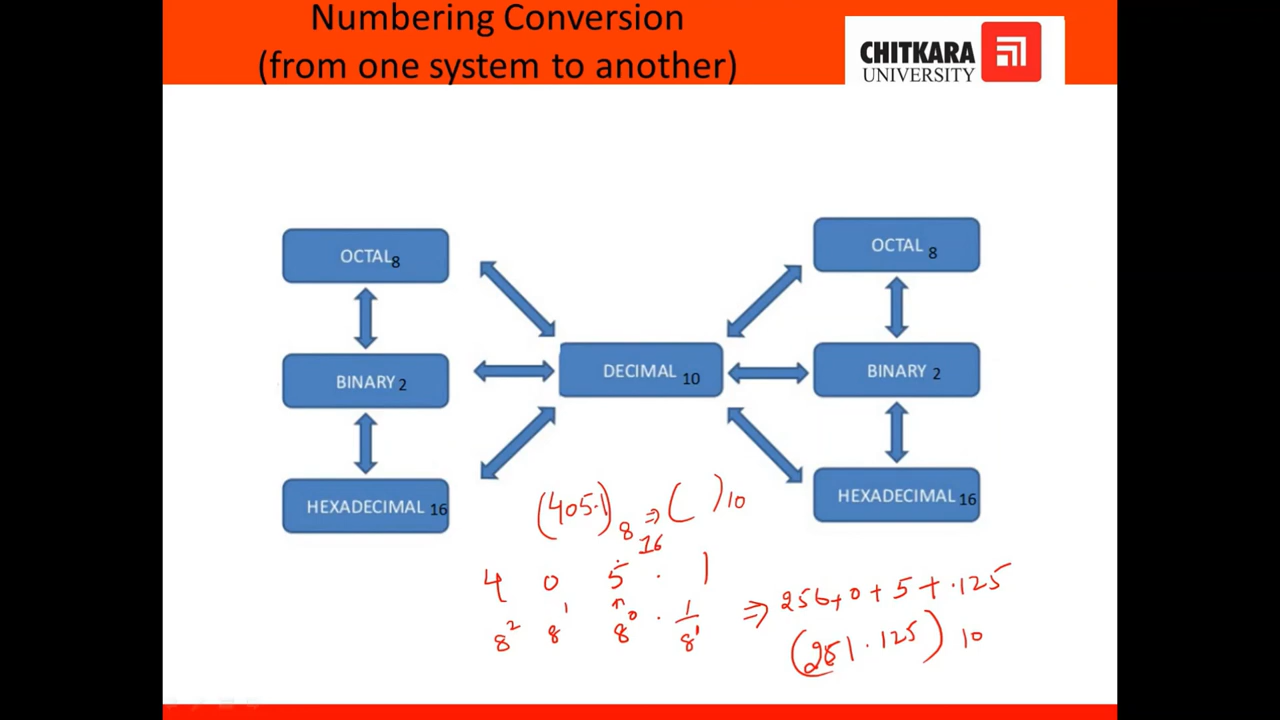 Numbering Conversion
(from one system to another)
CHITKARA
UNIVERSITY
OCTAL 8
OCTAL 8
BINARY 2
DECIMAL 10
BINARY 2
HEXADECIMAL 16
HEXADECIMAL 16
(405.1)8 ⇒ ( )10
16
4 0 5 . 1
8² 8¹ 8⁰ . 1/8¹
⇒ 256 + 0 + 5 + .125
(261.125)10